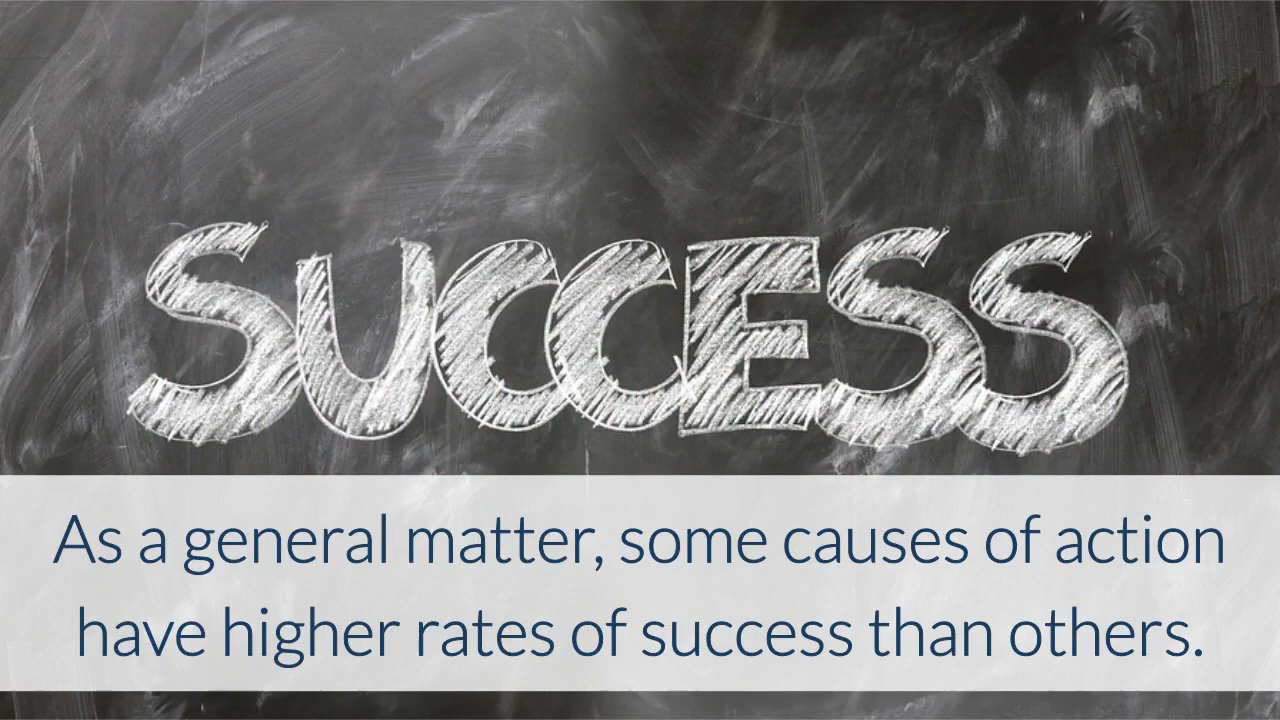 SUCCESS
As a general matter, some causes of action
have higher rates of success than others.